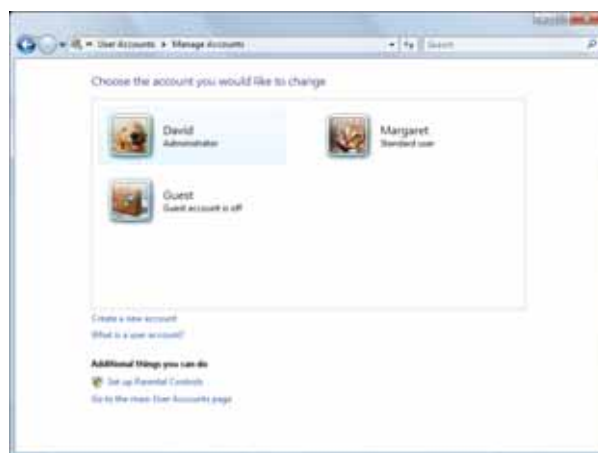 User Accounts ▸ Manage Accounts
Search
Choose the account you would like to change
David
Administrator
Margaret
Standard user
Guest
Guest account is off
Create a new account
What is a user account?
Additional things you can do
Set up Parental Controls
Go to the main User Accounts page